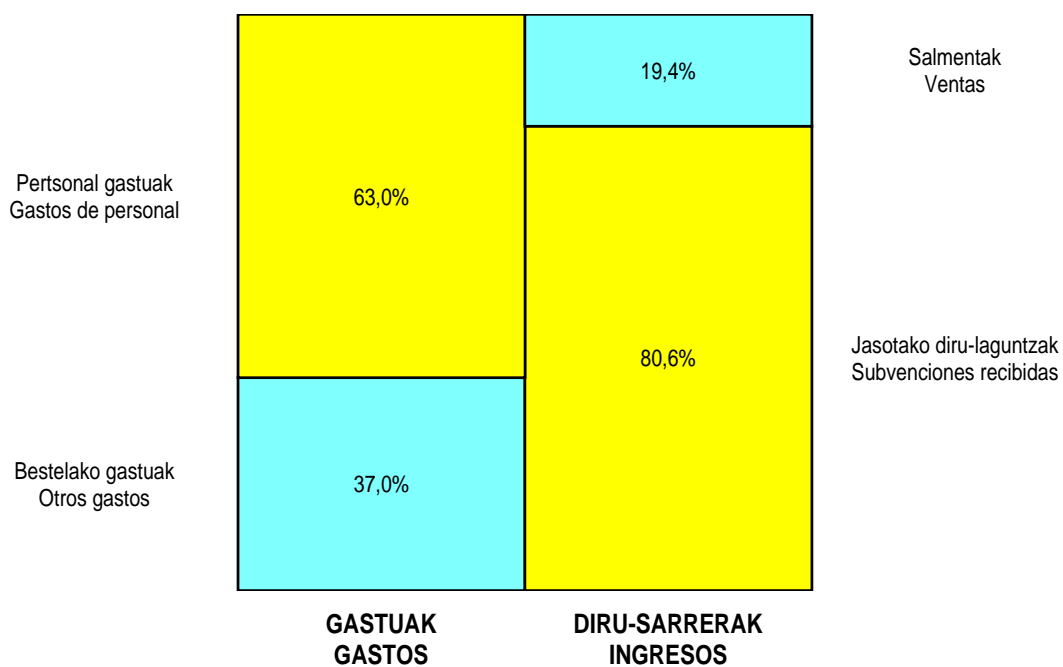 19,4%
Salmentak
Ventas
Pertsonal gastuak
Gastos de personal
63,0%
80,6%
Jasotako diru-laguntzak
Subvenciones recibidas
Bestelako gastuak
Otros gastos
37,0%
GASTUAK
GASTOS
DIRU-SARRERAK
INGRESOS